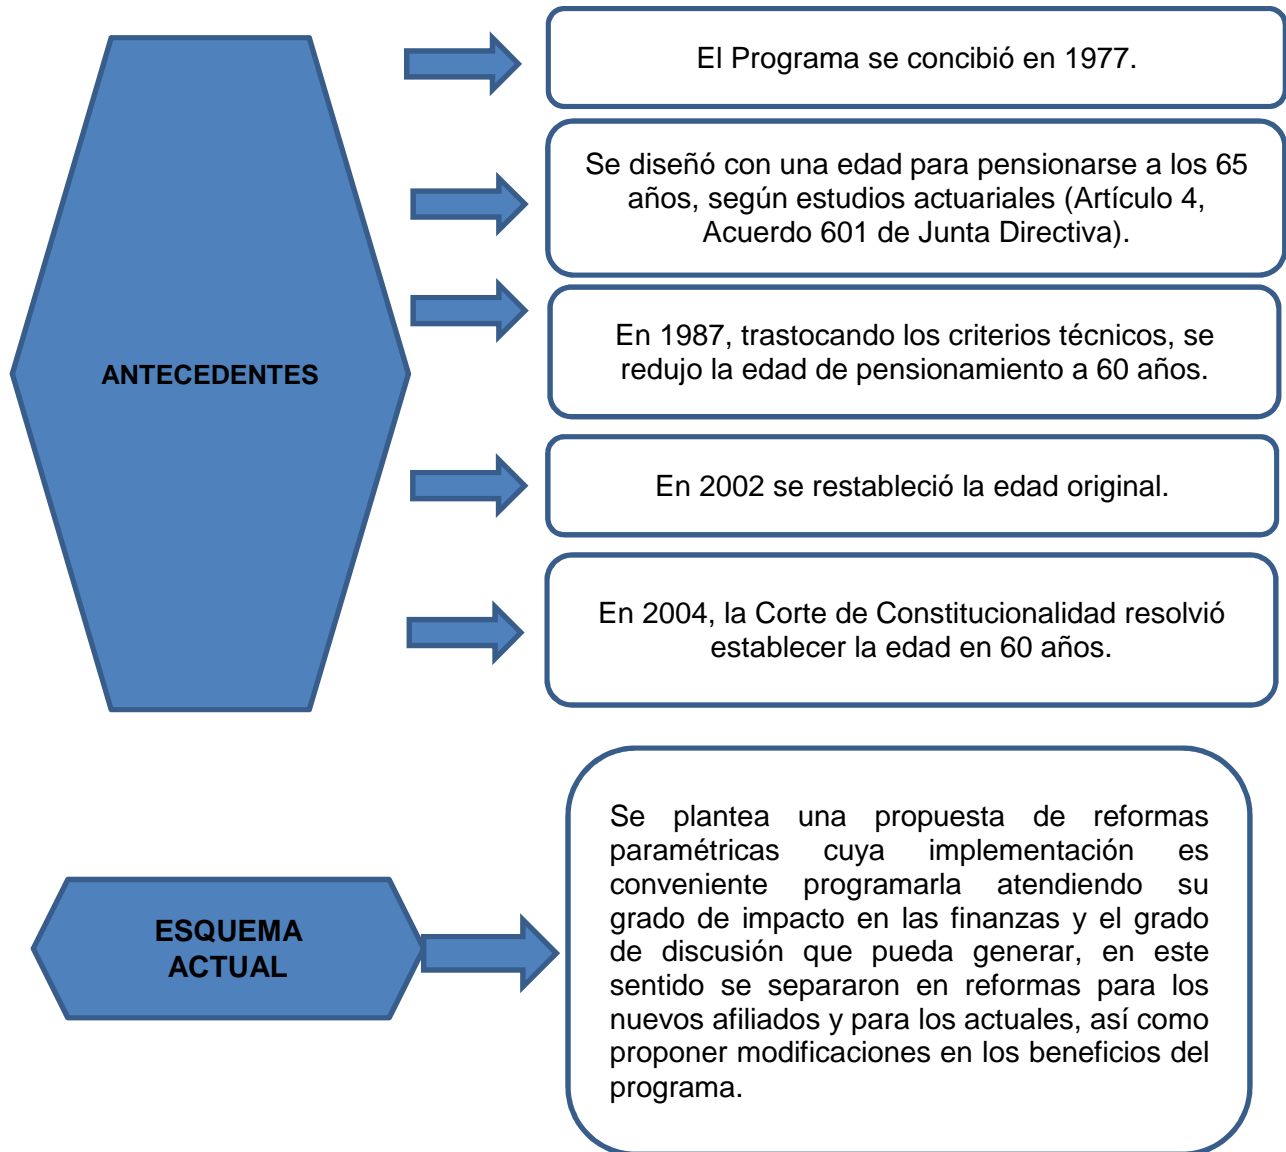 ANTECEDENTES
El Programa se concibió en 1977.
Se diseñó con una edad para pensionarse a los 65
años, según estudios actuariales (Artículo 4,
Acuerdo 601 de Junta Directiva).
En 1987, trastocando los criterios técnicos, se
redujo la edad de pensionamiento a 60 años.
En 2002 se restableció la edad original.
En 2004, la Corte de Constitucionalidad resolvió
establecer la edad en 60 años.
ESQUEMA
ACTUAL
Se plantea una propuesta de reformas
paramétricas cuya implementación es
conveniente programarla atendiendo su
grado de impacto en las finanzas y el grado
de discusión que pueda generar, en este
sentido se separaron en reformas para los
nuevos afiliados y para los actuales, así como
proponer modificaciones en los beneficios del
programa.